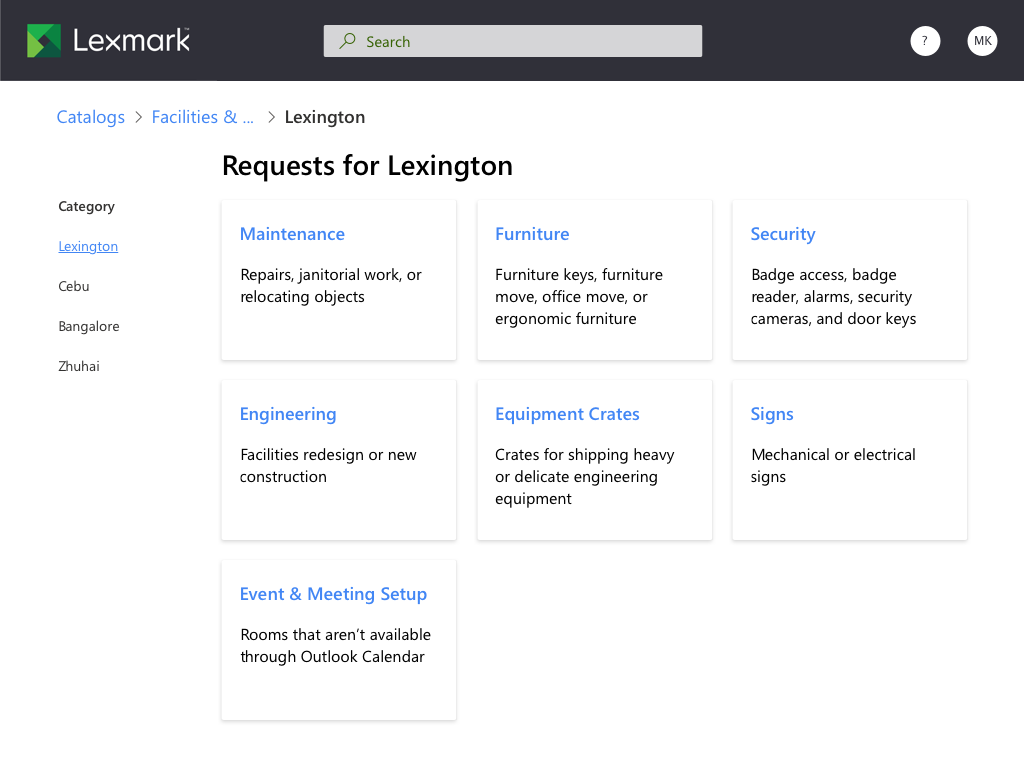 Lexmark™
Search
?
MK
Catalogs > Facilities & ... > Lexington
Requests for Lexington
Category
Lexington
Cebu
Bangalore
Zhuhai
Maintenance
Repairs, janitorial work, or
relocating objects
Furniture
Furniture keys, furniture
move, office move, or
ergonomic furniture
Security
Badge access, badge
reader, alarms, security
cameras, and door keys
Engineering
Facilities redesign or new
construction
Equipment Crates
Crates for shipping heavy
or delicate engineering
equipment
Signs
Mechanical or electrical
signs
Event & Meeting Setup
Rooms that aren’t available
through Outlook Calendar